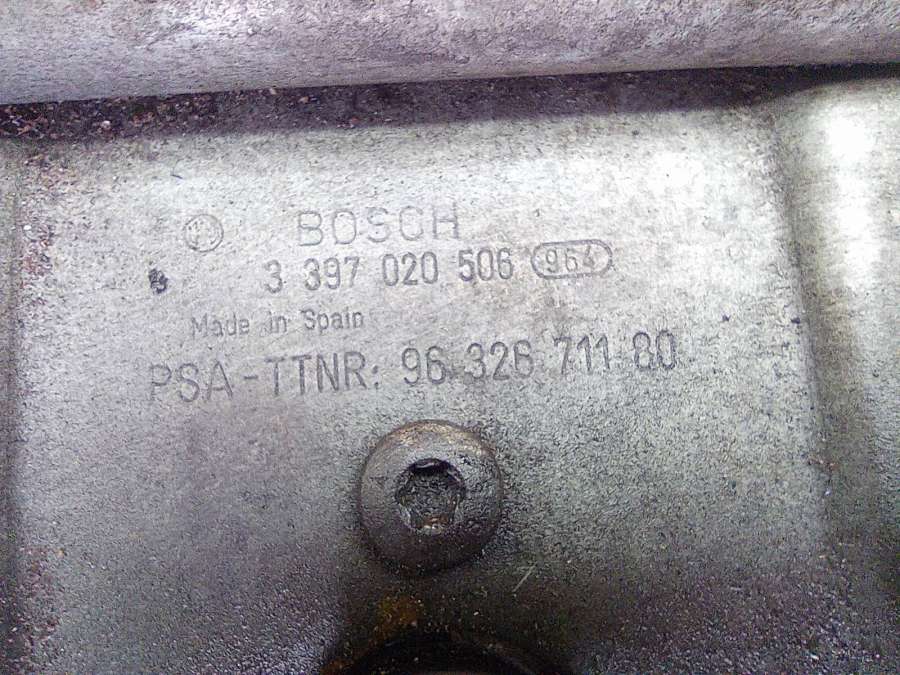 BOSCH
3 397 020 506 964
Made in Spain
PSA-TTNR: 96 326 711 80